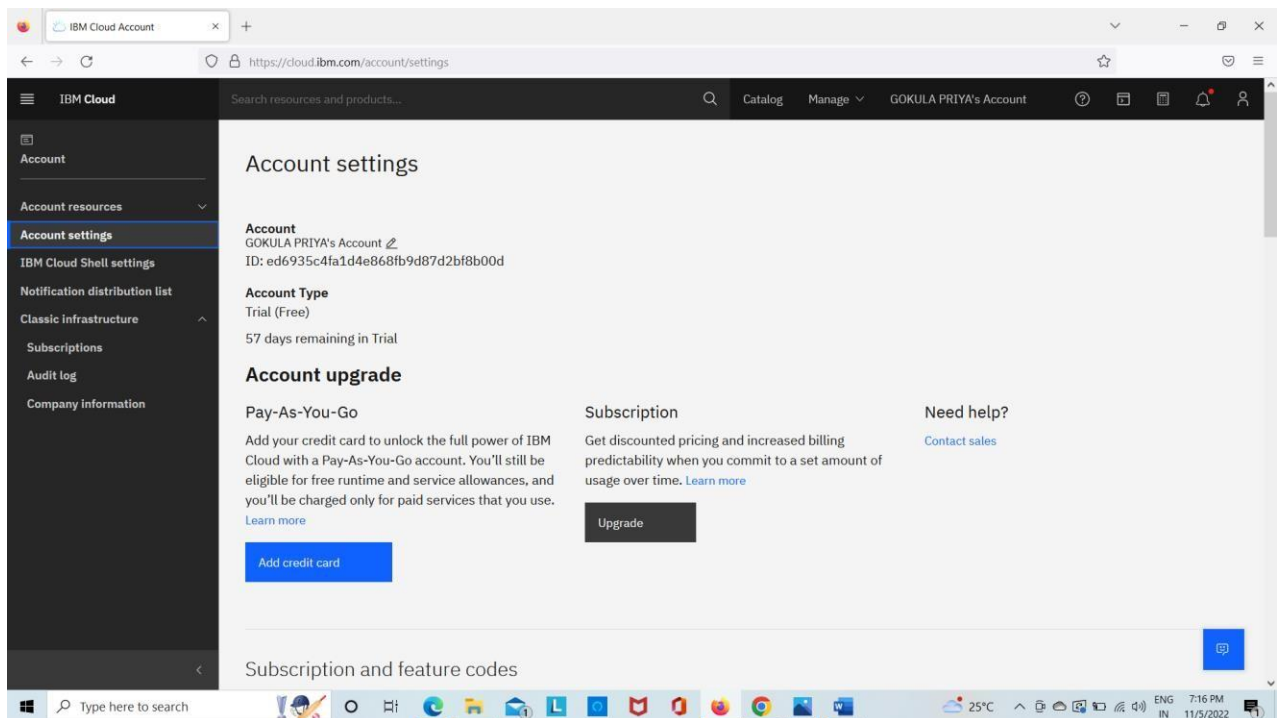 IBM Cloud Account
https://cloud.ibm.com/account/settings
IBM Cloud
Search resources and products...
Catalog
Manage
GOKULA PRIYA's Account
Account
Account resources
Account settings
IBM Cloud Shell settings
Notification distribution list
Classic infrastructure
Subscriptions
Audit log
Company information
Account settings
Account
GOKULA PRIYA's Account
ID: ed6935c4fa1d4e868fb9d87d2bf8b00d
Account Type
Trial (Free)
57 days remaining in Trial
Account upgrade
Pay-As-You-Go
Add your credit card to unlock the full power of IBM
Cloud with a Pay-As-You-Go account. You'll still be
eligible for free runtime and service allowances, and
you'll be charged only for paid services that you use.
Learn more
Add credit card
Subscription
Get discounted pricing and increased billing
predictability when you commit to a set amount of
usage over time. Learn more
Upgrade
Need help?
Contact sales
Subscription and feature codes
Type here to search
L
25°C
ENG
IN
7:16 PM
11/5/2022
1